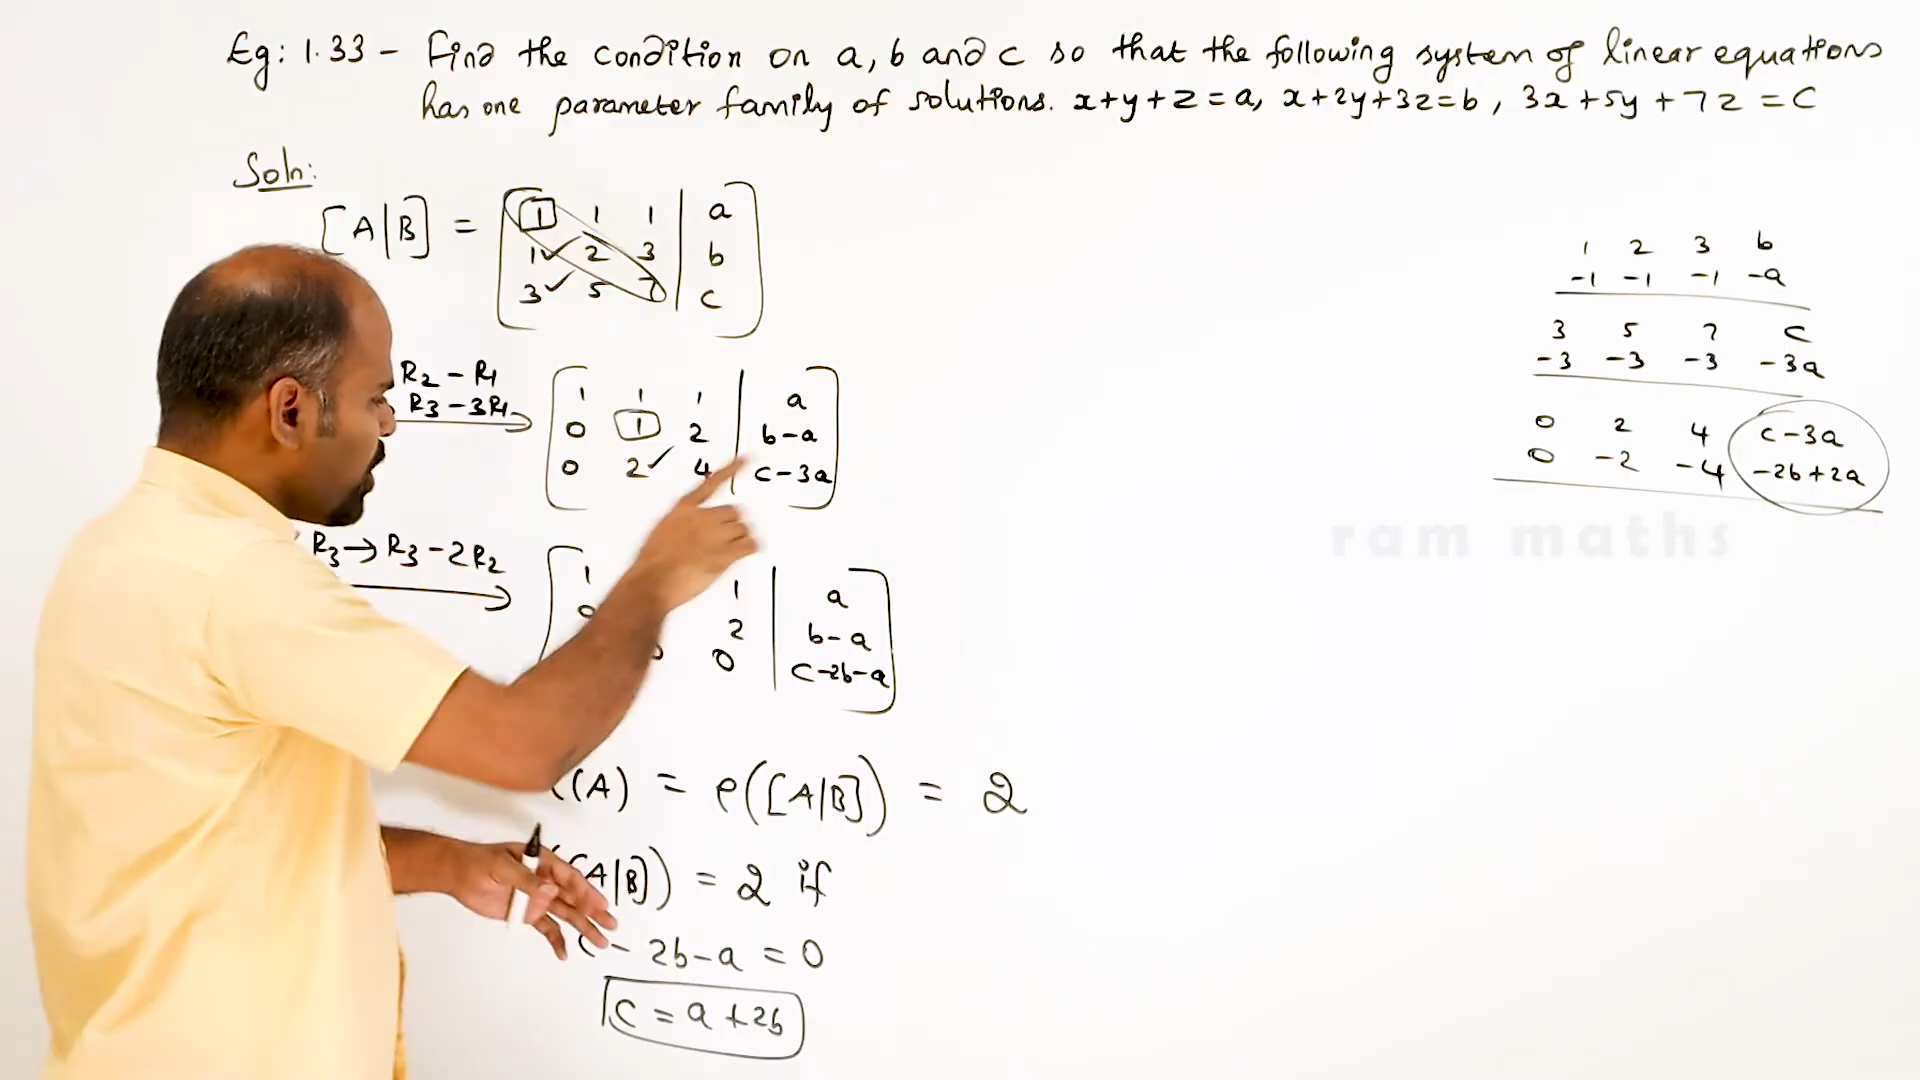 Eg: 1.33 - Find the condition on a, b and c so that the following system of linear equations
has one parameter family of solutions. x+y+z=a, x+2y+3z=b, 3x+5y+7z=c
Soln:
[A|B] =
1 1 1 | a
1 2 3 | b
3 5 7 | c
R2 - R1
R3 - 3R1
1 1 1 | a
0 1 2 | b-a
0 2 4 | c-3a
R3 → R3 - 2R2
1 1 | a
0 2 | b-a
0 | c-2b-a
(A) = ρ([A|B]) = 2
A|B]) = 2 if
c - 2b-a = 0
c = a+2b
1 2 3 b
-1 -1 -1 -a
3 5 7 c
-3 -3 -3 -3a
0 2 4 c-3a
0 -2 -4 -2b+2a
ram maths